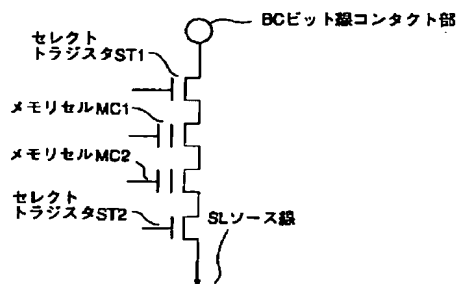 BCビット線コンタクト部
セレクト
トラジスタST1
メモリセルMC1
メモリセルMC2
セレクト
トラジスタST2
SLソース線